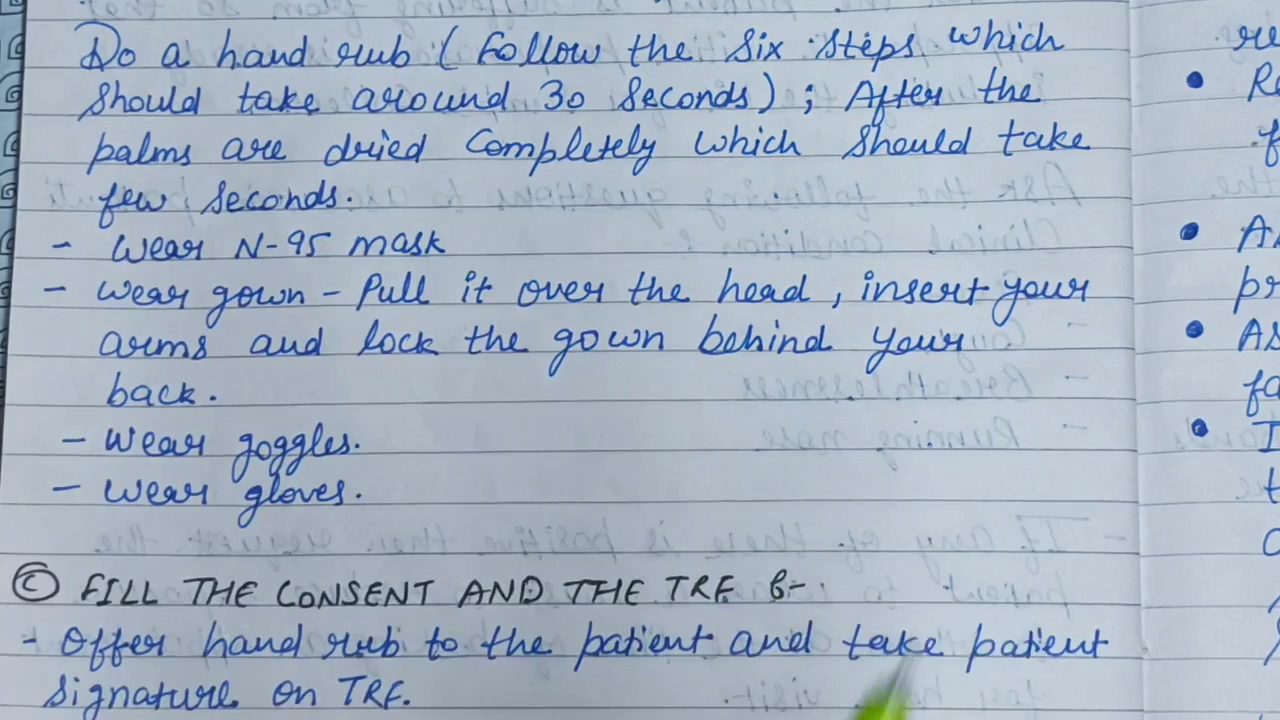 Do a hand rub ( Follow the Six Steps which
Should take around 30 Seconds) ; After the
palms are dried Completely which Should take
few Seconds.
- Wear N-95 mask
- Wear gown - Pull it over the head, insert your
arms and lock the gown behind your
back.
- Wear goggles.
- Wear gloves.
© FILL THE CONSENT AND THE TRF :-
- Offer hand rub to the patient and take patient
Signature on TRF.